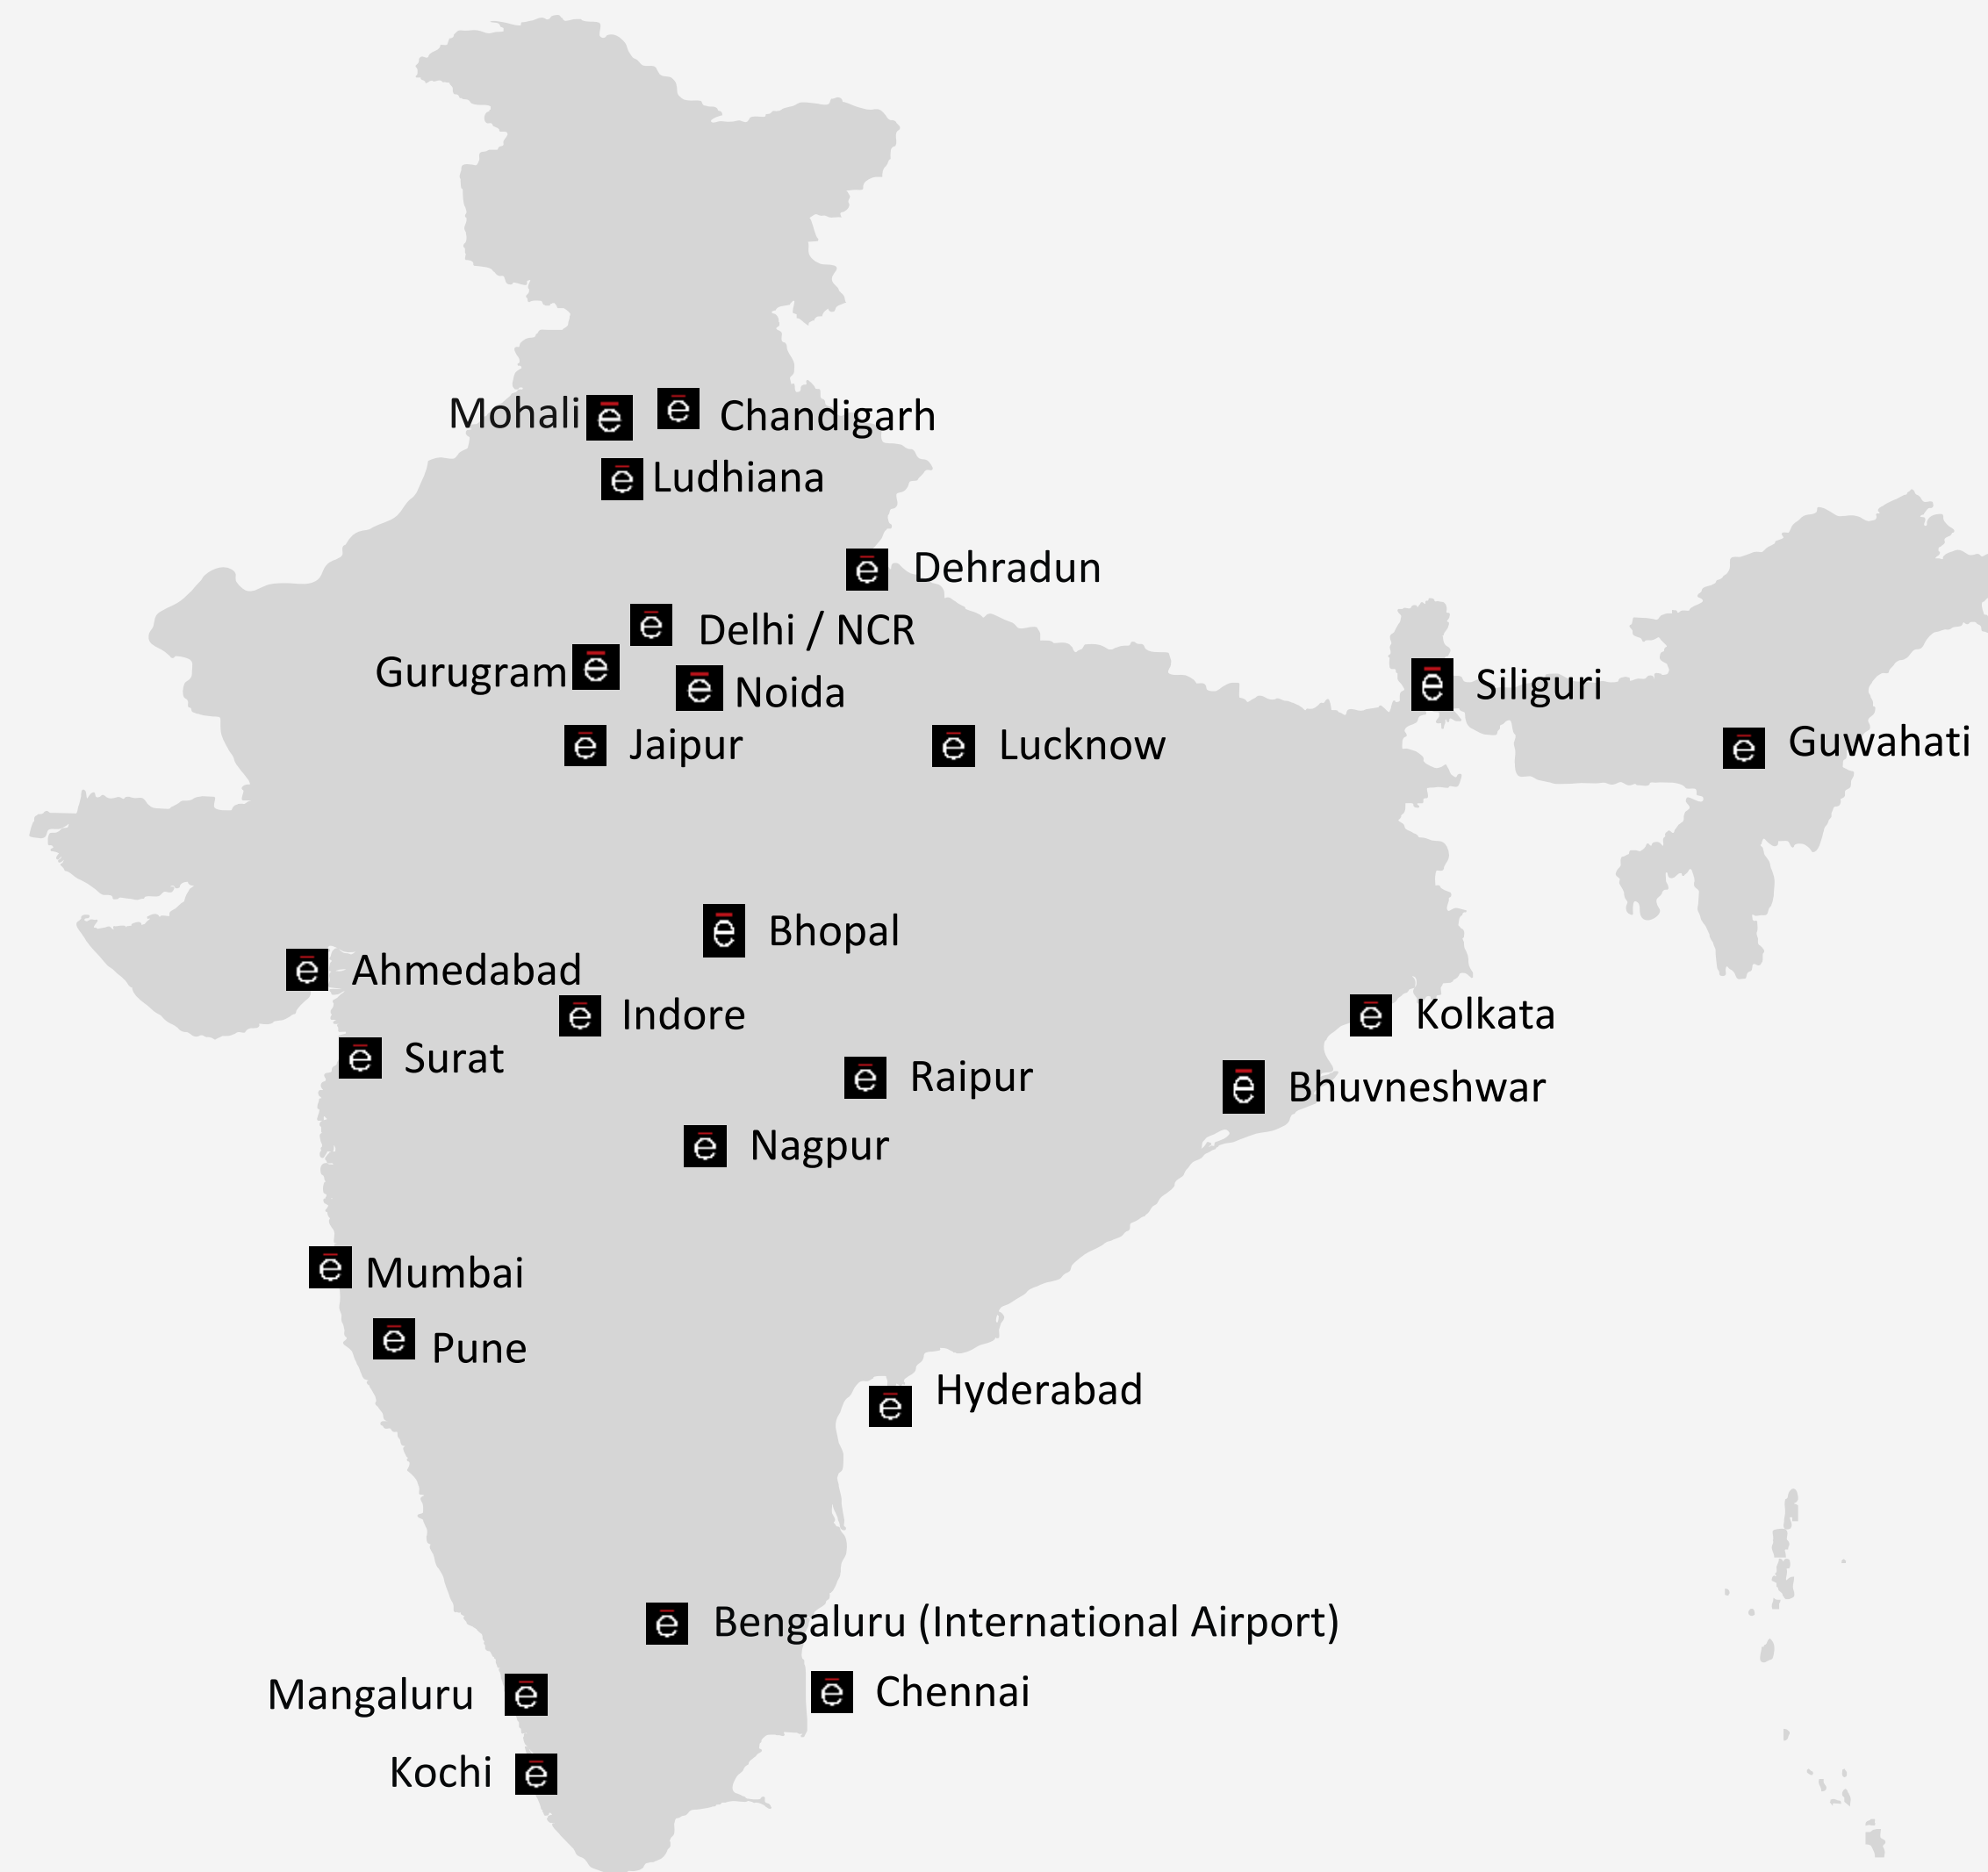 Mohali
Chandigarh
Ludhiana
Dehradun
Delhi / NCR
Gurugram
Noida
Siliguri
Jaipur
Lucknow
Guwahati
Bhopal
Ahmedabad
Indore
Kolkata
Surat
Raipur
Bhuvneshwar
Nagpur
Mumbai
Pune
Hyderabad
Bengaluru (International Airport)
Mangaluru
Chennai
Kochi